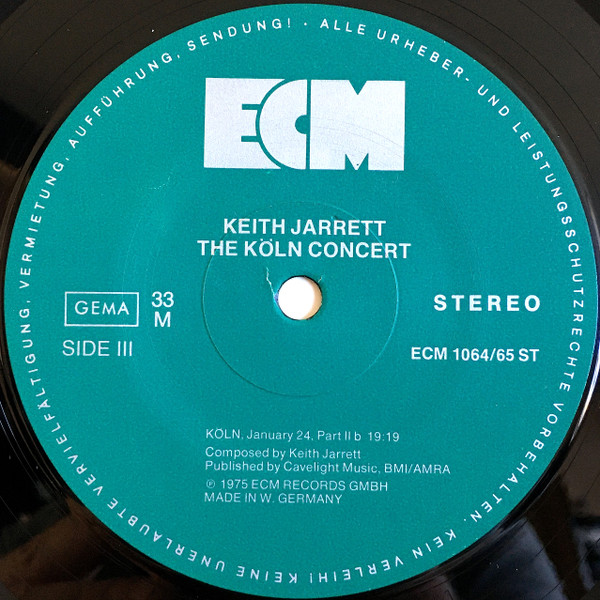 ALLE URHEBER- UND LEISTUNGSSCHUTZRECHTE VORBEHALTEN. KEIN VERLEIH! KEINE UNERLAUBTE VERVIELFÄLTIGUNG, VERMIETUNG, AUFFÜHRUNG, SENDUNG! ·
ECM
KEITH JARRETT
THE KÖLN CONCERT
GEMA
33
M
STEREO
SIDE III
ECM 1064/65 ST
KÖLN, January 24, Part II b 19:19
Composed by Keith Jarrett
Published by Cavelight Music, BMI/AMRA
℗ 1975 ECM RECORDS GMBH
MADE IN W. GERMANY